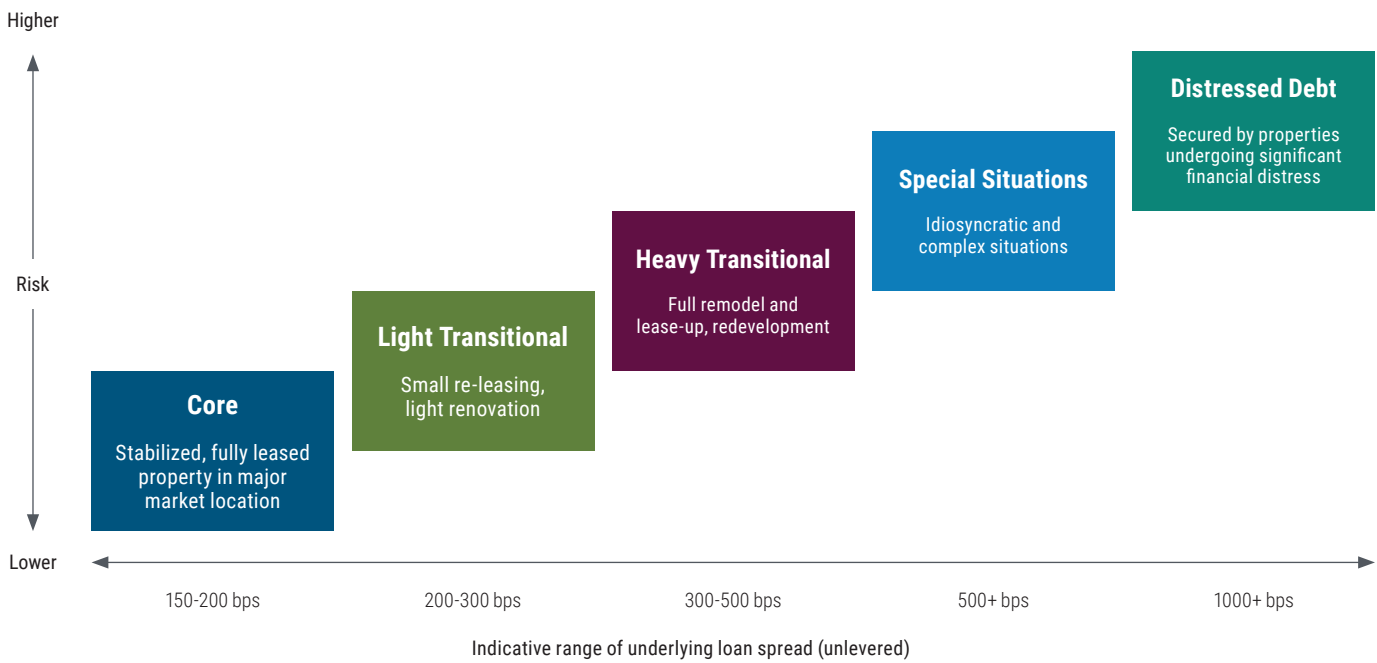 Higher
Distressed Debt
Secured by properties
undergoing significant
financial distress
Special Situations
Idiosyncratic and
complex situations
Heavy Transitional
Full remodel and
lease-up, redevelopment
Risk
Light Transitional
Small re-leasing,
light renovation
Core
Stabilized, fully leased
property in major
market location
Lower
150-200 bps
200-300 bps
300-500 bps
500+ bps
1000+ bps
Indicative range of underlying loan spread (unlevered)